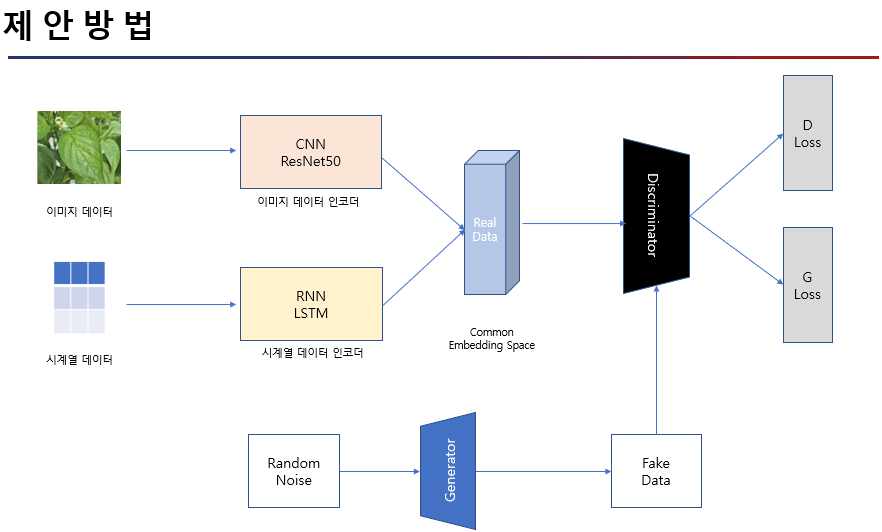 제 안 방 법
이미지 데이터
CNN
ResNet50
이미지 데이터 인코더
시계열 데이터
RNN
LSTM
시계열 데이터 인코더
Real
Data
Common
Embedding Space
Discriminator
D
Loss
G
Loss
Random
Noise
Generator
Fake
Data